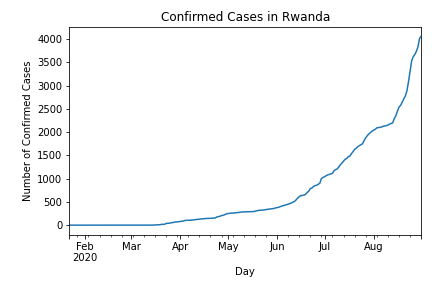 Confirmed Cases in Rwanda
4000
3500
3000
2500
2000
1500
1000
500
0
Number of Confirmed Cases
Feb Mar Apr May Jun Jul Aug
2020
Day